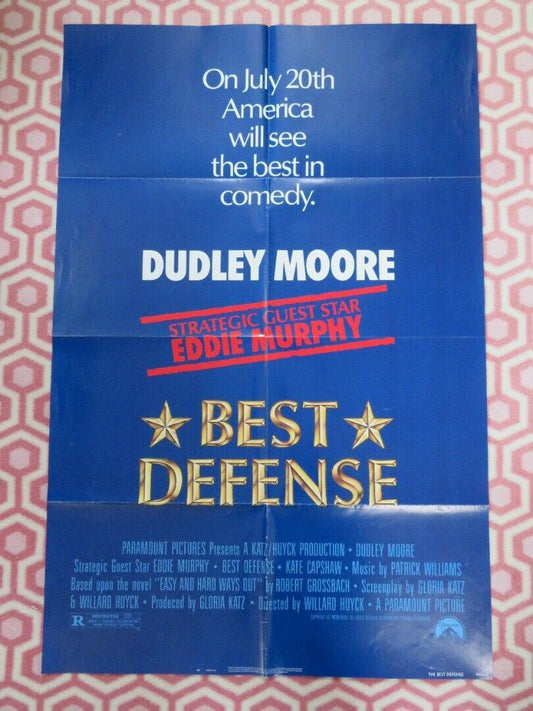 On July 20th
America
will see
the best in
comedy.
DUDLEY MOORE
STRATEGIC GUEST STAR
EDDIE MURPHY
BEST
DEFENSE
PARAMOUNT PICTURES Presents A KATZ/HUYCK PRODUCTION • DUDLEY MOORE
Strategic Guest Star EDDIE MURPHY • BEST DEFENSE • KATE CAPSHAW • Music by PATRICK WILLIAMS
Based upon the novel "EASY AND HARD WAYS OUT" by ROBERT GROSSBACH • Screenplay by GLORIA KATZ
& WILLARD HUYCK • Produced by GLORIA KATZ • Directed by WILLARD HUYCK • A PARAMOUNT PICTURE
R RESTRICTED
THE BEST DEFENSE